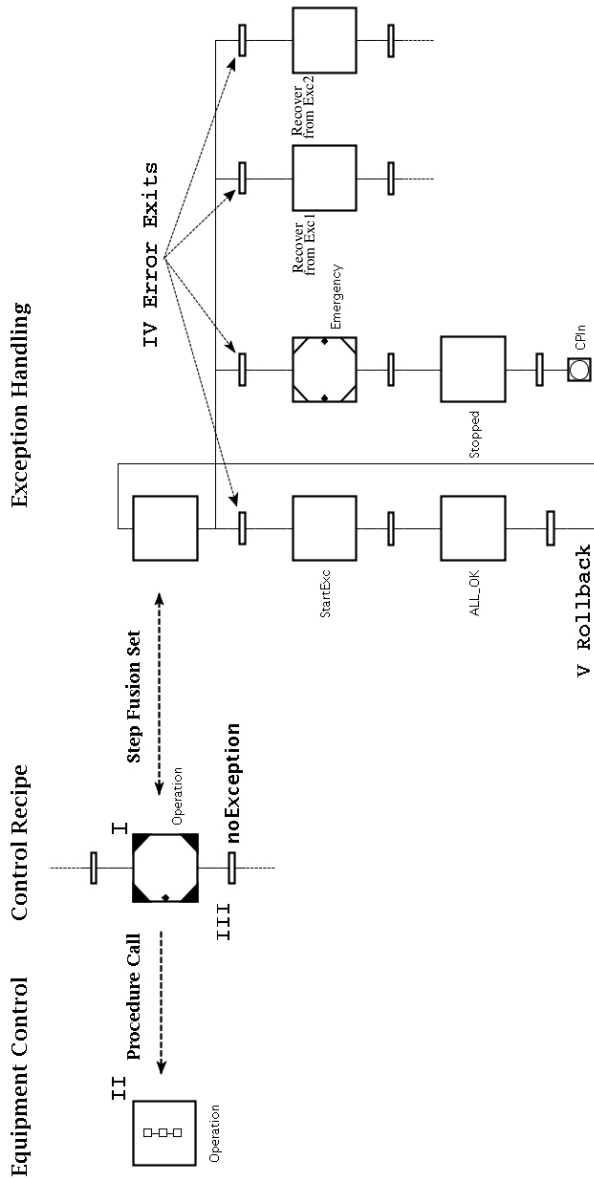 Equipment Control
Control Recipe
Exception Handling
II
Procedure Call
I
Step Fusion Set
IV Error Exits
Operation
Operation
III
noException
StartExc
Emergency
Recover
from Exc1
Recover
from Exc2
ALL_OK
Stopped
V Rollback
CPIn